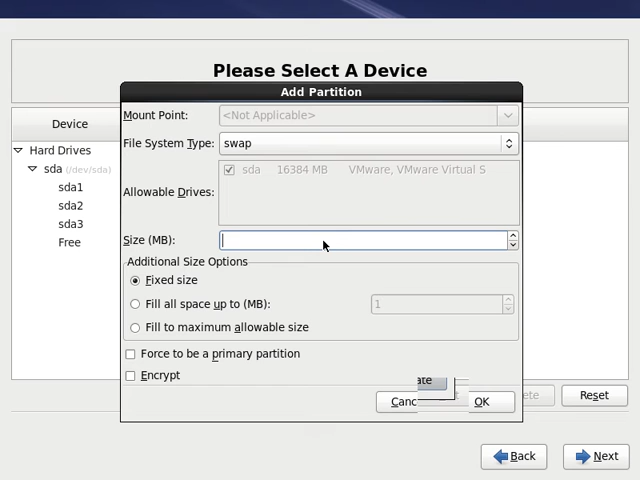 Please Select A Device
Add Partition
Mount Point: <Not Applicable>
File System Type: swap
Device
Hard Drives
sda (/dev/sda)
sda1
sda2
sda3
Free
Allowable Drives:
sda 16384 MB VMware, VMware Virtual S
Size (MB):
Additional Size Options
Fixed size
Fill all space up to (MB): 1
Fill to maximum allowable size
Force to be a primary partition
Encrypt
OK
Reset
Back Next